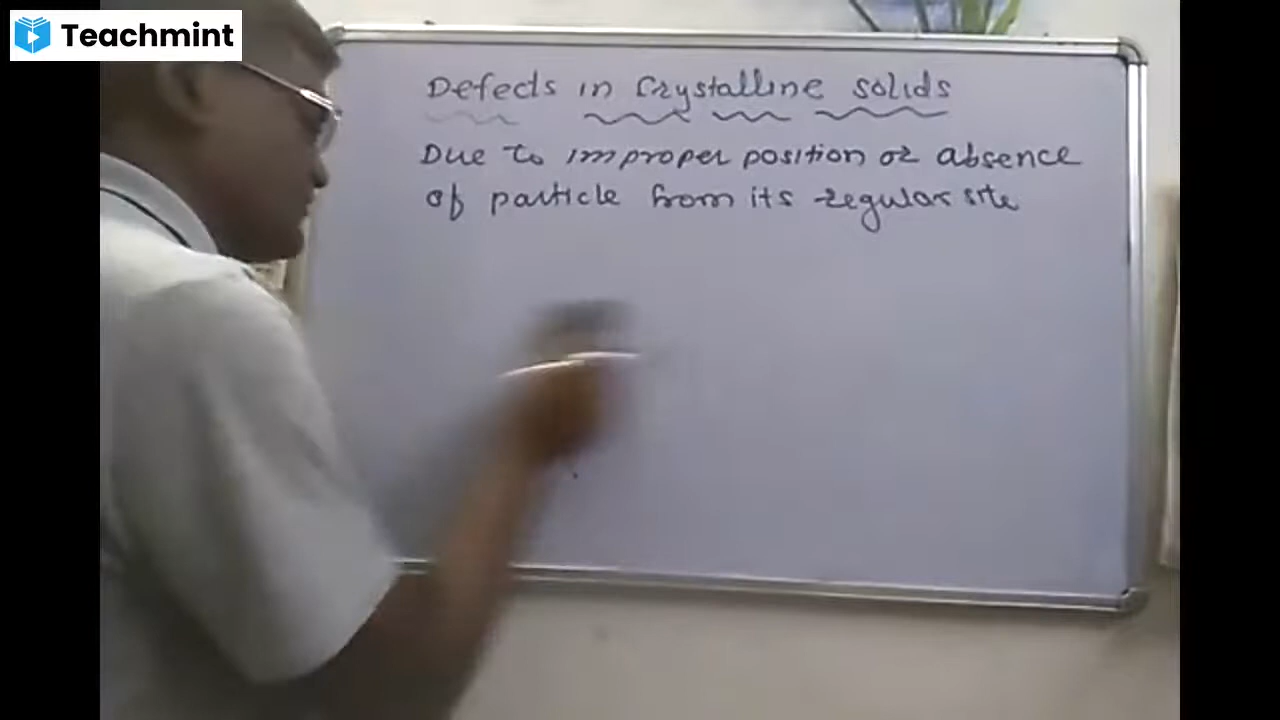 Teachmint
Defects in Crystalline solids
Due to improper position or absence
of particle from its regular site